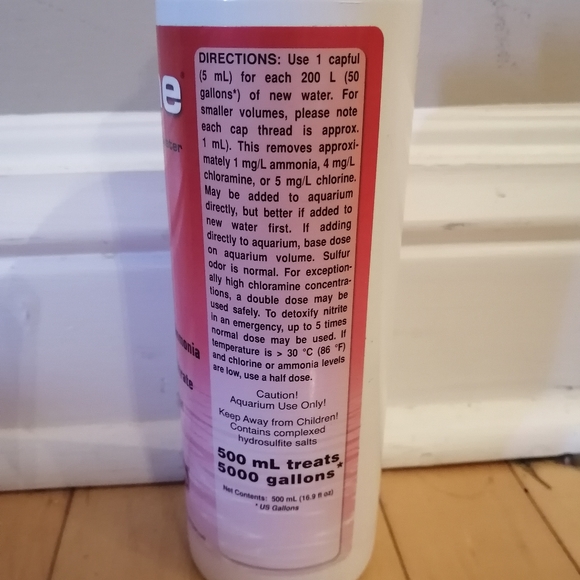 e
DIRECTIONS: Use 1 capful
(5 mL) for each 200 L (50
gallons*) of new water. For
smaller volumes, please note
each cap thread is approx.
1 mL). This removes approxi-
mately 1 mg/L ammonia, 4 mg/L
chloramine, or 5 mg/L chlorine.
May be added to aquarium
directly, but better if added to
new water first. If adding
directly to aquarium, base dose
on aquarium volume. Sulfur
odor is normal. For exception-
ally high chloramine concentra-
tions, a double dose may be
used safely. To detoxify nitrite
in an emergency, up to 5 times
normal dose may be used. If
temperature is > 30 °C (86 °F)
and chlorine or ammonia levels
are low, use a half dose.
Caution!
Aquarium Use Only!
Keep Away from Children!
Contains complexed
hydrosulfite salts
500 mL treats
5000 gallons*
Net Contents: 500 mL (16.9 fl oz)
* US Gallons